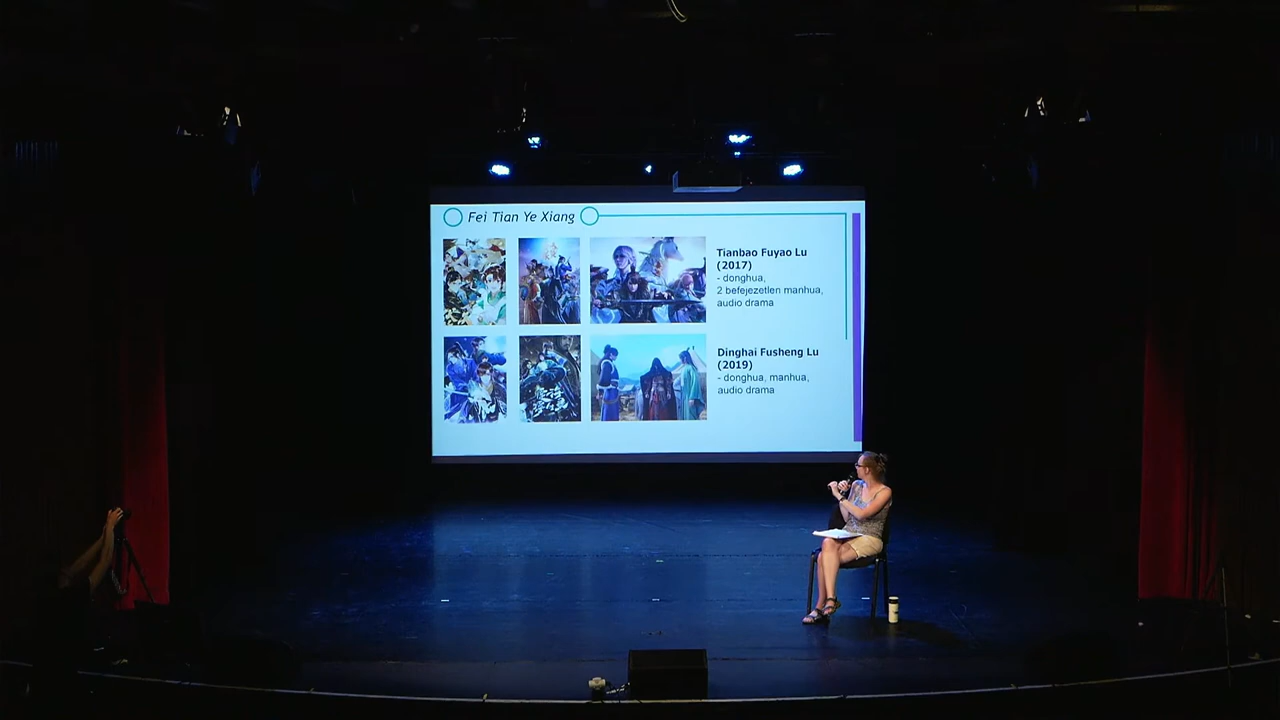 Fei Tian Ye Xiang
Tianbao Fuyao Lu
(2017)
- donghua,
2 befejezetlen manhua,
audio drama
Dinghai Fusheng Lu
(2019)
- donghua, manhua,
audio drama